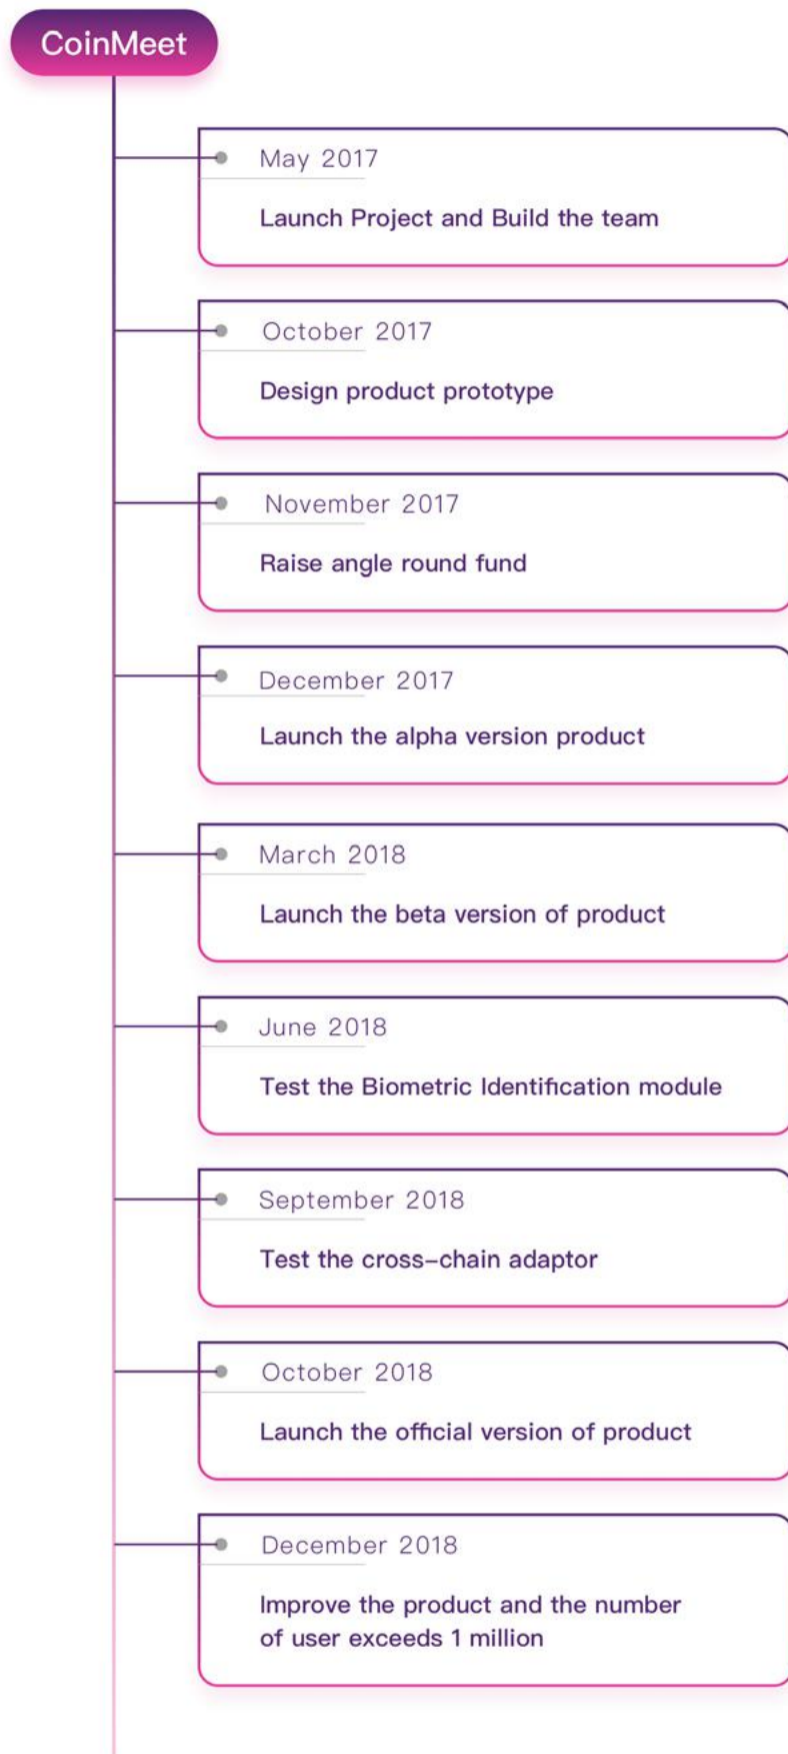 CoinMeet
May 2017
Launch Project and Build the team
October 2017
Design product prototype
November 2017
Raise angle round fund
December 2017
Launch the alpha version product
March 2018
Launch the beta version of product
June 2018
Test the Biometric Identification module
September 2018
Test the cross–chain adaptor
October 2018
Launch the official version of product
December 2018
Improve the product and the number
of user exceeds 1 million